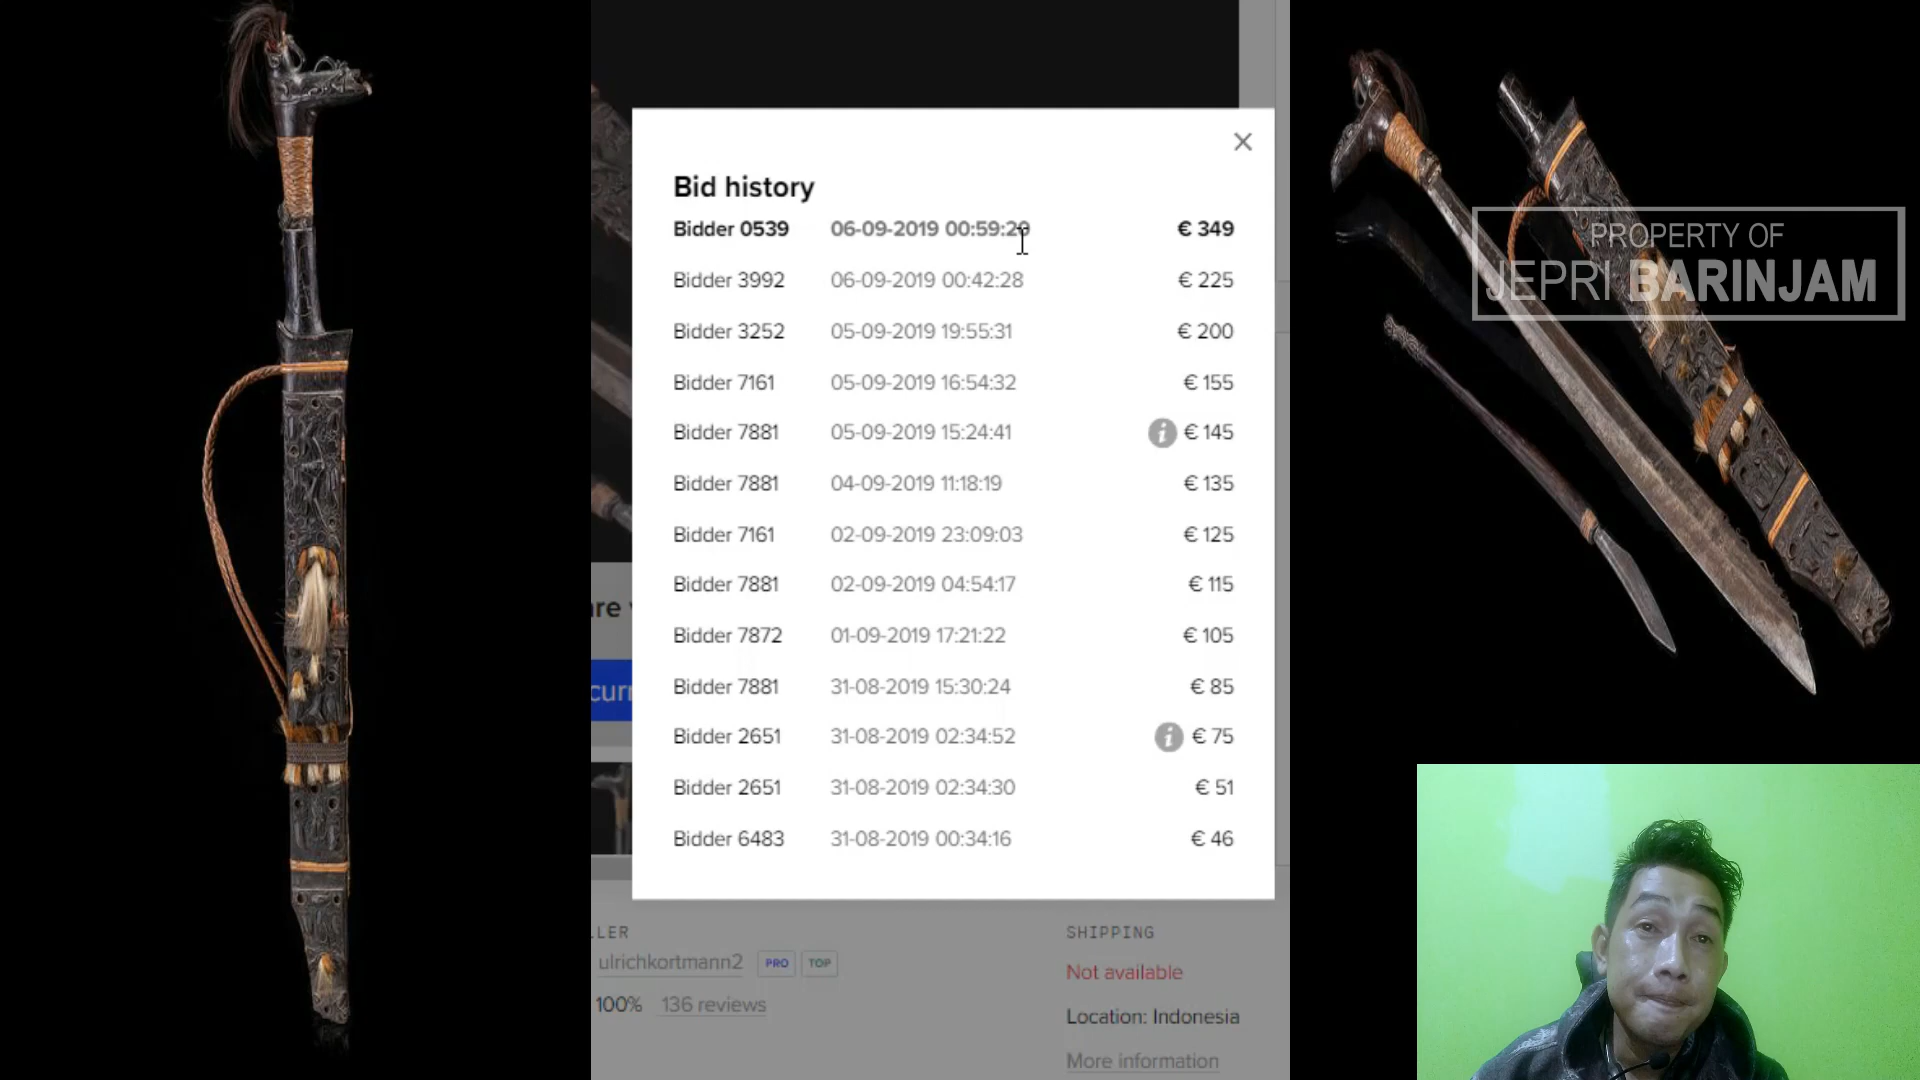 Bid history
Bidder 0539 06-09-2019 00:59:29 € 349
Bidder 3992 06-09-2019 00:42:28 € 225
Bidder 3252 05-09-2019 19:55:31 € 200
Bidder 7161 05-09-2019 16:54:32 € 155
Bidder 7881 05-09-2019 15:24:41 i € 145
Bidder 7881 04-09-2019 11:18:19 € 135
Bidder 7161 02-09-2019 23:09:03 € 125
Bidder 7881 02-09-2019 04:54:17 € 115
Bidder 7872 01-09-2019 17:21:22 € 105
Bidder 7881 31-08-2019 15:30:24 € 85
Bidder 2651 31-08-2019 02:34:52 i € 75
Bidder 2651 31-08-2019 02:34:30 € 51
Bidder 6483 31-08-2019 00:34:16 € 46
LLER
ulrichkortmann2 PRO TOP
100% 136 reviews
SHIPPING
Not available
Location: Indonesia
More information
PROPERTY OF
JEPRI BARINJAM